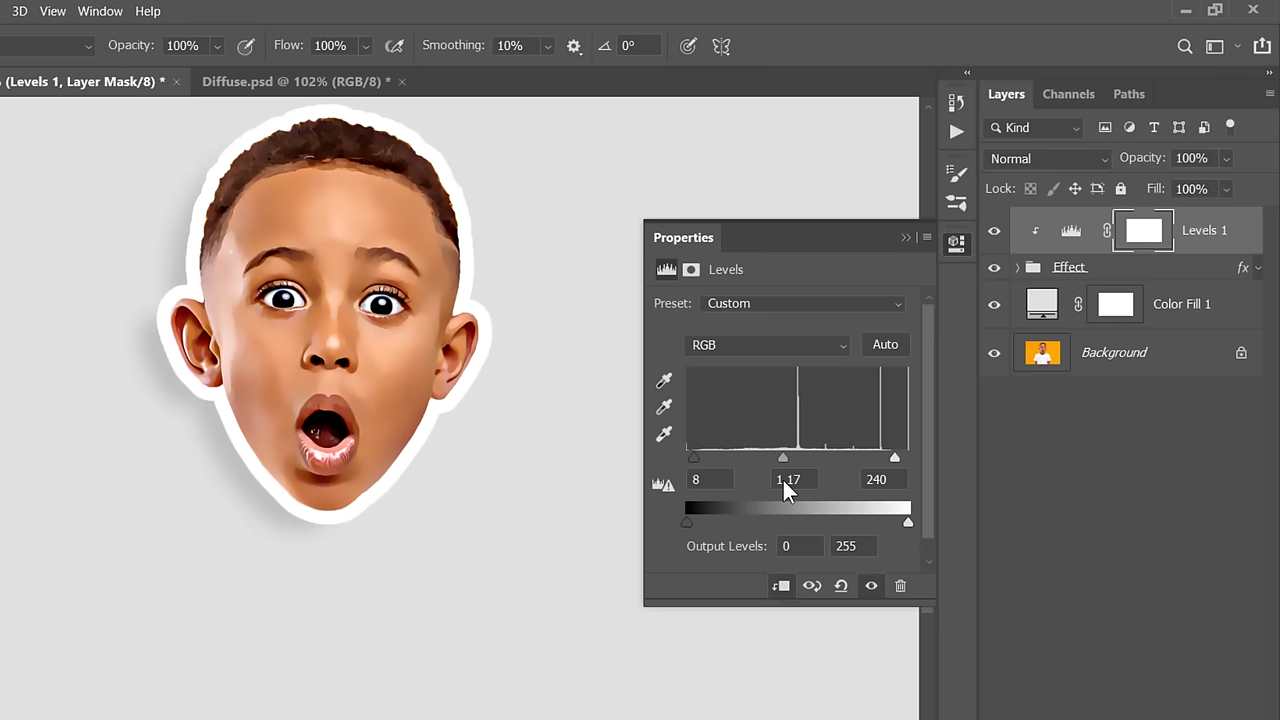 3D View Window Help
Opacity: 100% Flow: 100% Smoothing: 10% 0°
(Levels 1, Layer Mask/8) * × Diffuse.psd @ 102% (RGB/8) * ×
Layers Channels Paths
Kind
Normal Opacity: 100%
Lock: Fill: 100%
Levels 1
Effect fx
Color Fill 1
Background
Properties
Levels
Preset: Custom
RGB Auto
8 1.17 240
Output Levels: 0 255